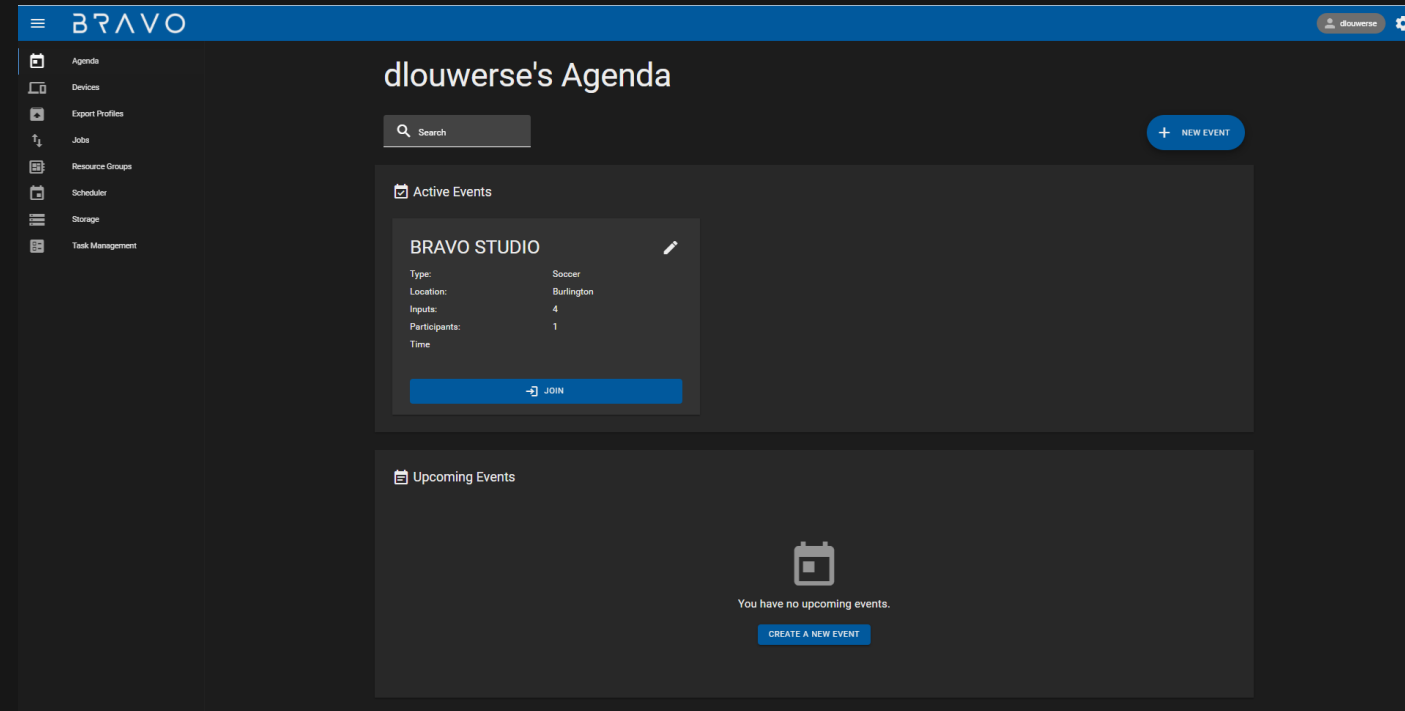 BRAVO
dlouwerse
Agenda
Devices
Export Profiles
Jobs
Resource Groups
Scheduler
Storage
Task Management
dlouwerse's Agenda
Search
NEW EVENT
Active Events
BRAVO STUDIO
Type: Soccer
Location: Burlington
Inputs: 4
Participants: 1
Time
JOIN
Upcoming Events
You have no upcoming events.
CREATE A NEW EVENT